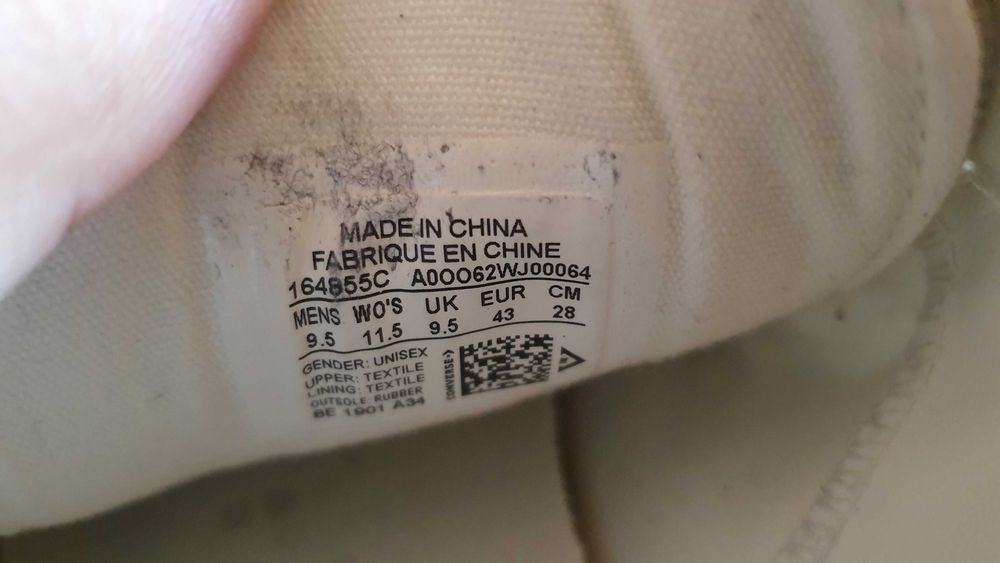 MADE IN CHINA
FABRIQUE EN CHINE
164855C A0OO62WJ00064
MENS WO'S UK EUR CM
9.5 11.5 9.5 43 28
GENDER: UNISEX
UPPER: TEXTILE
LINING: TEXTILE
OUTSOLE: RUBBER
BE 1901 A34
CONVERSE>